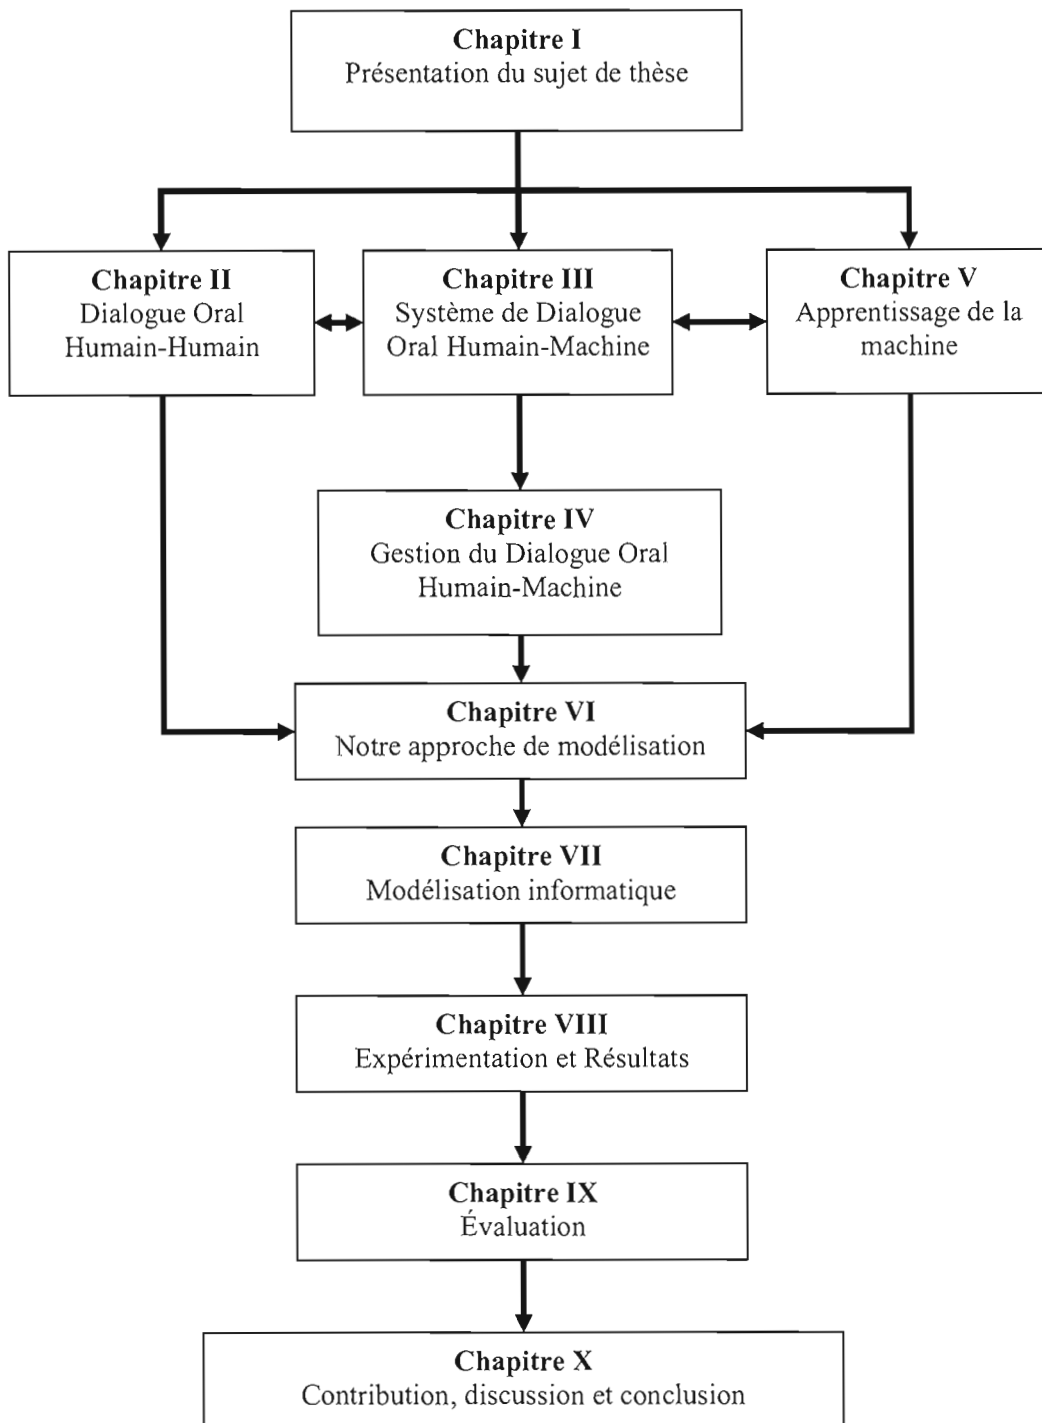 Chapitre I
Présentation du sujet de thèse
Chapitre II
Dialogue Oral
Humain-Humain
Chapitre III
Système de Dialogue
Oral Humain-Machine
Chapitre V
Apprentissage de la
machine
Chapitre IV
Gestion du Dialogue Oral
Humain-Machine
Chapitre VI
Notre approche de modélisation
Chapitre VII
Modélisation informatique
Chapitre VIII
Expérimentation et Résultats
Chapitre IX
Évaluation
Chapitre X
Contribution, discussion et conclusion